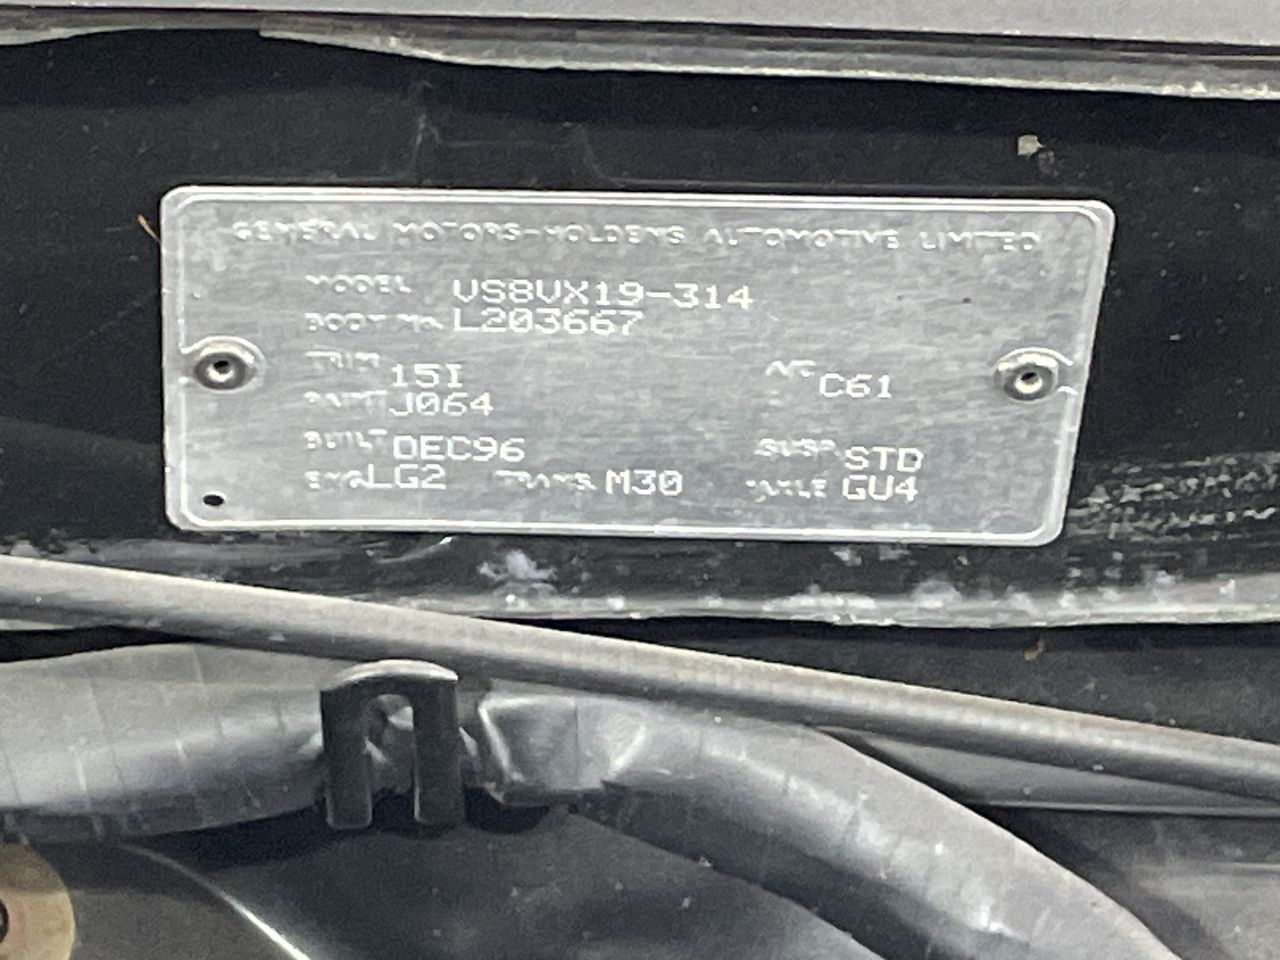 GENERAL MOTORS-HOLDENS AUTOMOTIVE LIMITED
MODEL VS8VX19-314
BODY No. L203667
TRIM 15I A/C C61
PAINT J064
BUILT DEC96 SUSP. STD
ENG. LG2 TRANS. M30 AXLE GU4